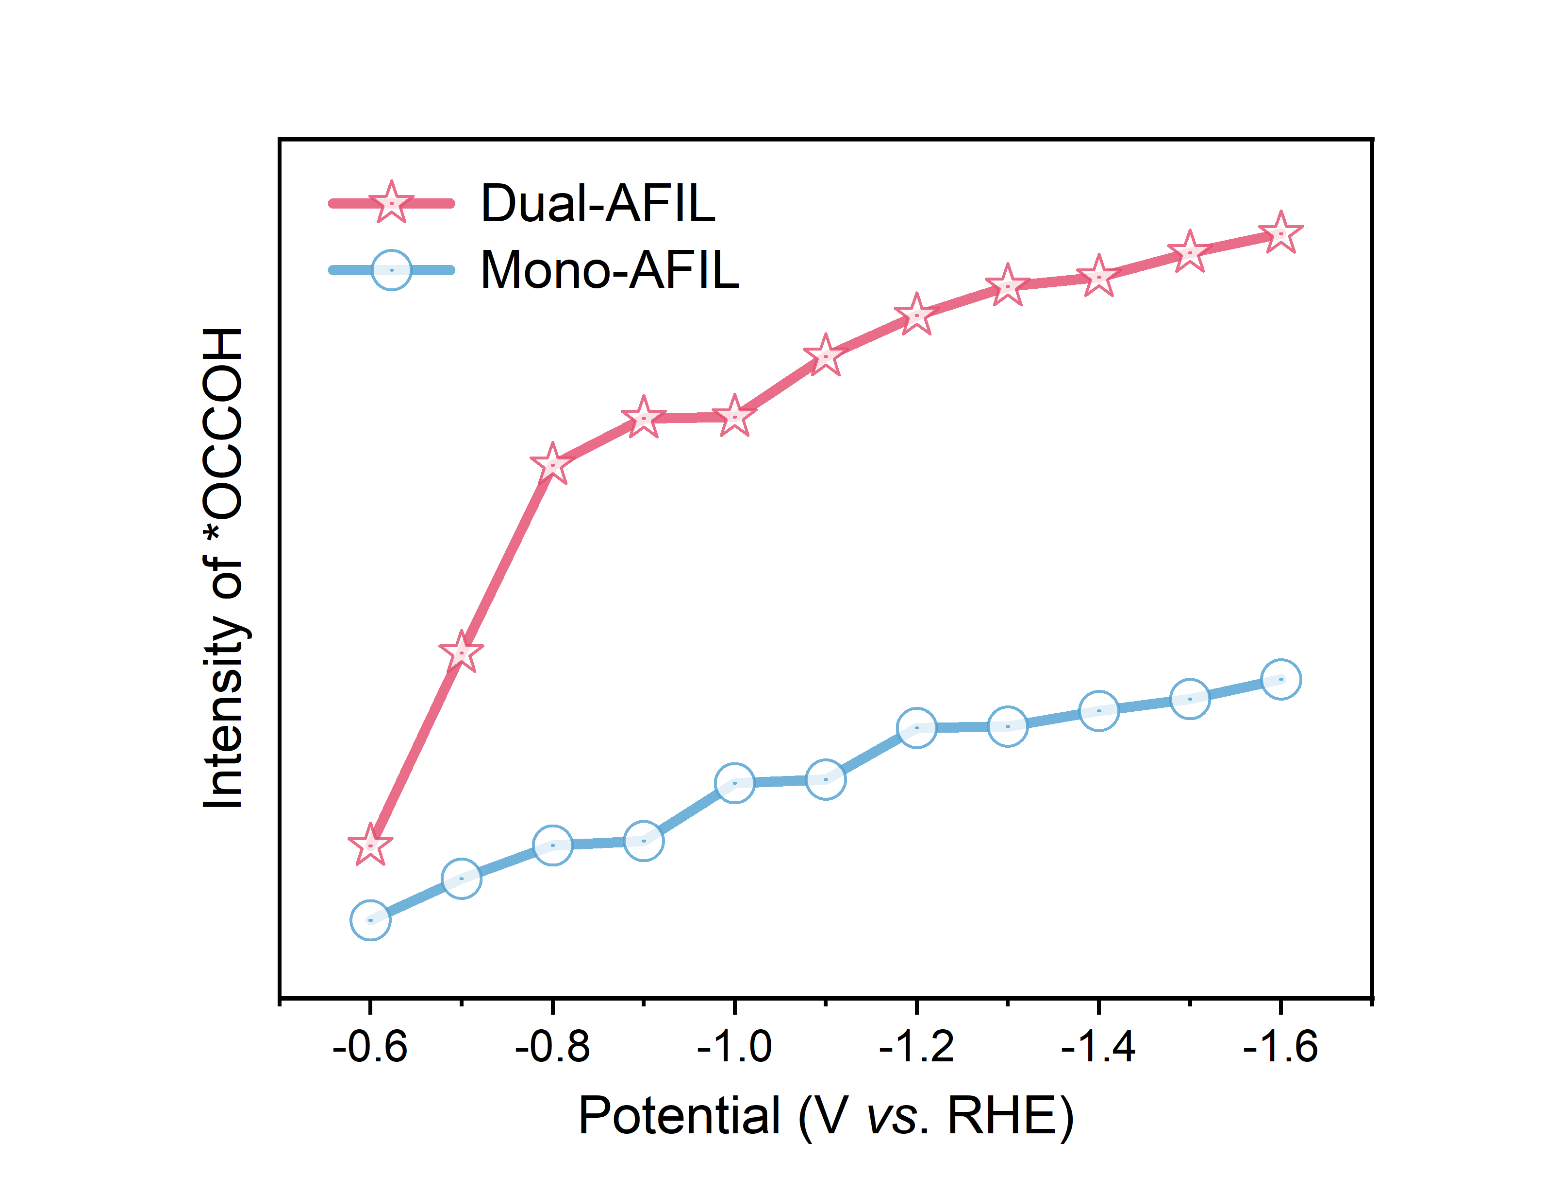 Dual-AFIL
Mono-AFIL
Intensity of *OCCOH
-0.6 -0.8 -1.0 -1.2 -1.4 -1.6
Potential (V vs. RHE)